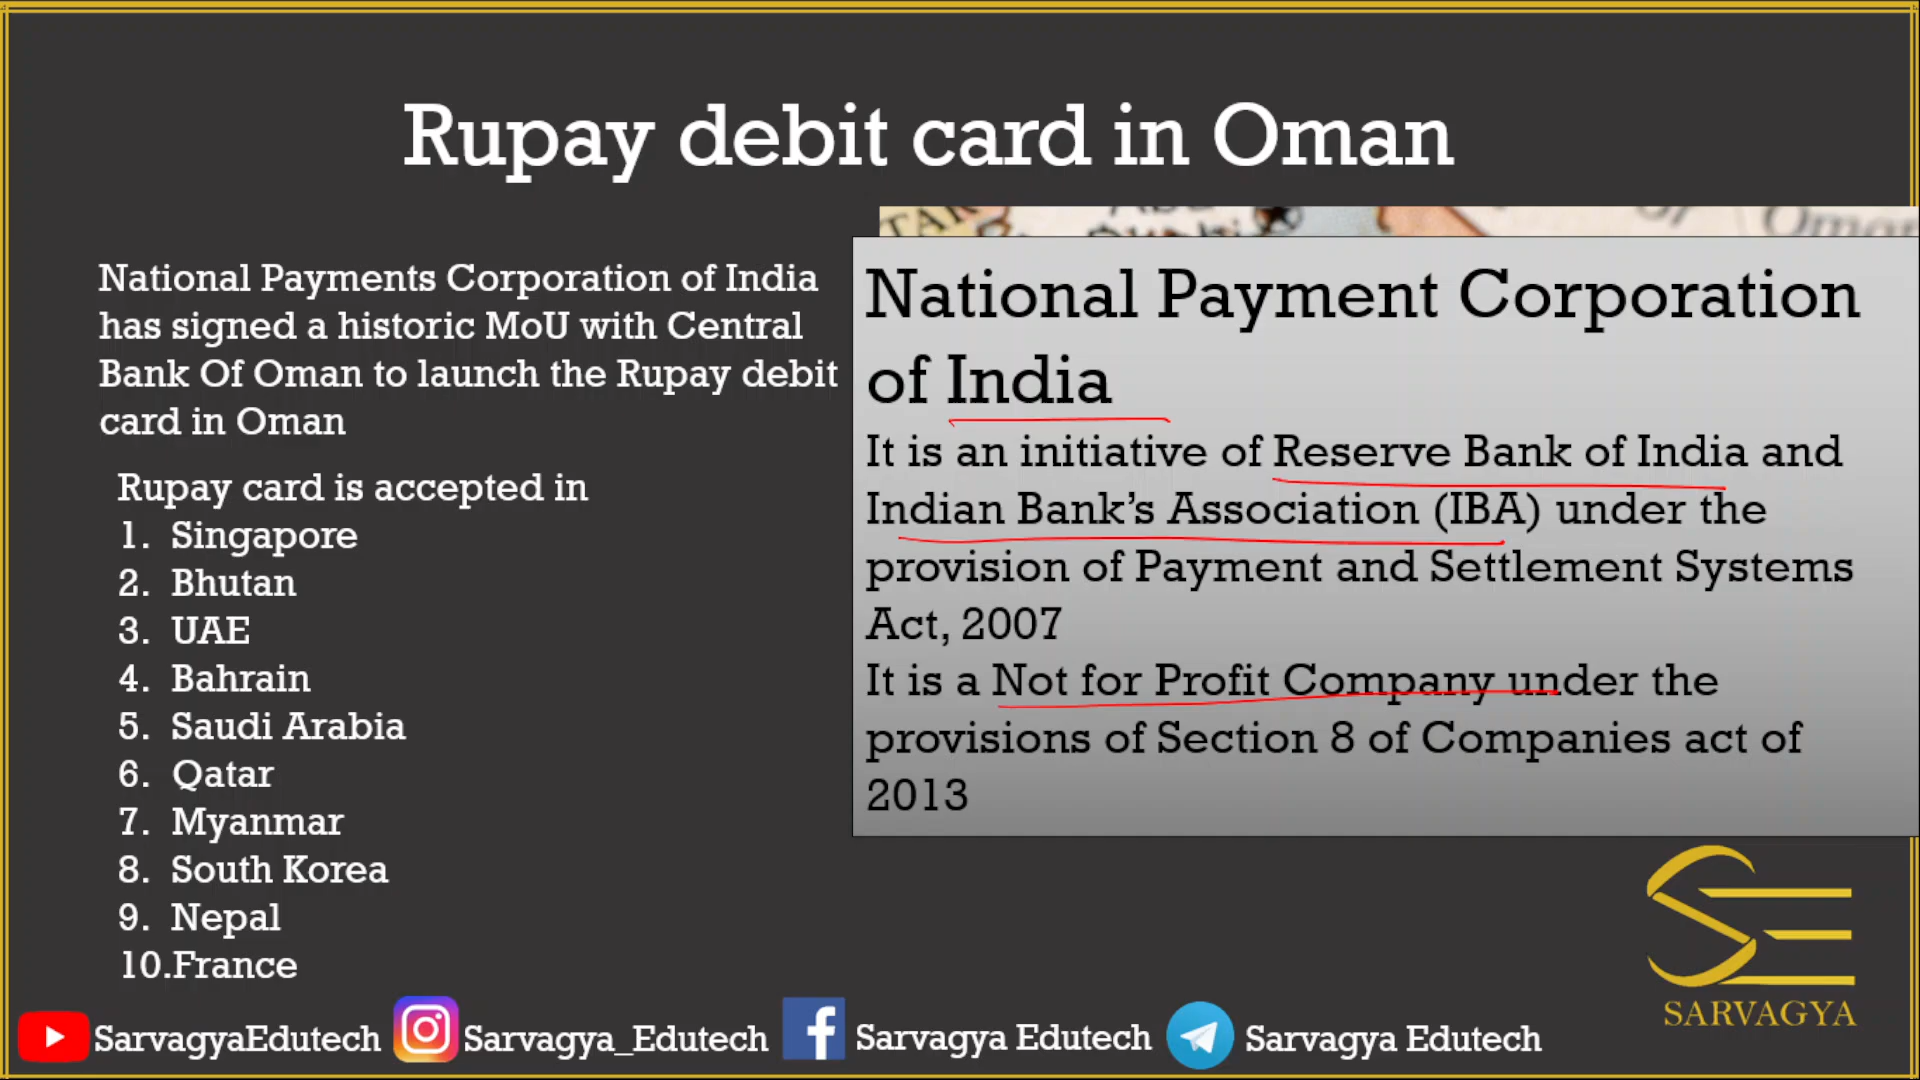 Rupay debit card in Oman
National Payments Corporation of India
has signed a historic MoU with Central
Bank Of Oman to launch the Rupay debit
card in Oman
Rupay card is accepted in
1. Singapore
2. Bhutan
3. UAE
4. Bahrain
5. Saudi Arabia
6. Qatar
7. Myanmar
8. South Korea
9. Nepal
10.France
Oman
National Payment Corporation
of India
It is an initiative of Reserve Bank of India and
Indian Bank’s Association (IBA) under the
provision of Payment and Settlement Systems
Act, 2007
It is a Not for Profit Company under the
provisions of Section 8 of Companies act of
2013
SE
SARVAGYA
SarvagyaEdutech
Sarvagya_Edutech
Sarvagya Edutech
Sarvagya Edutech